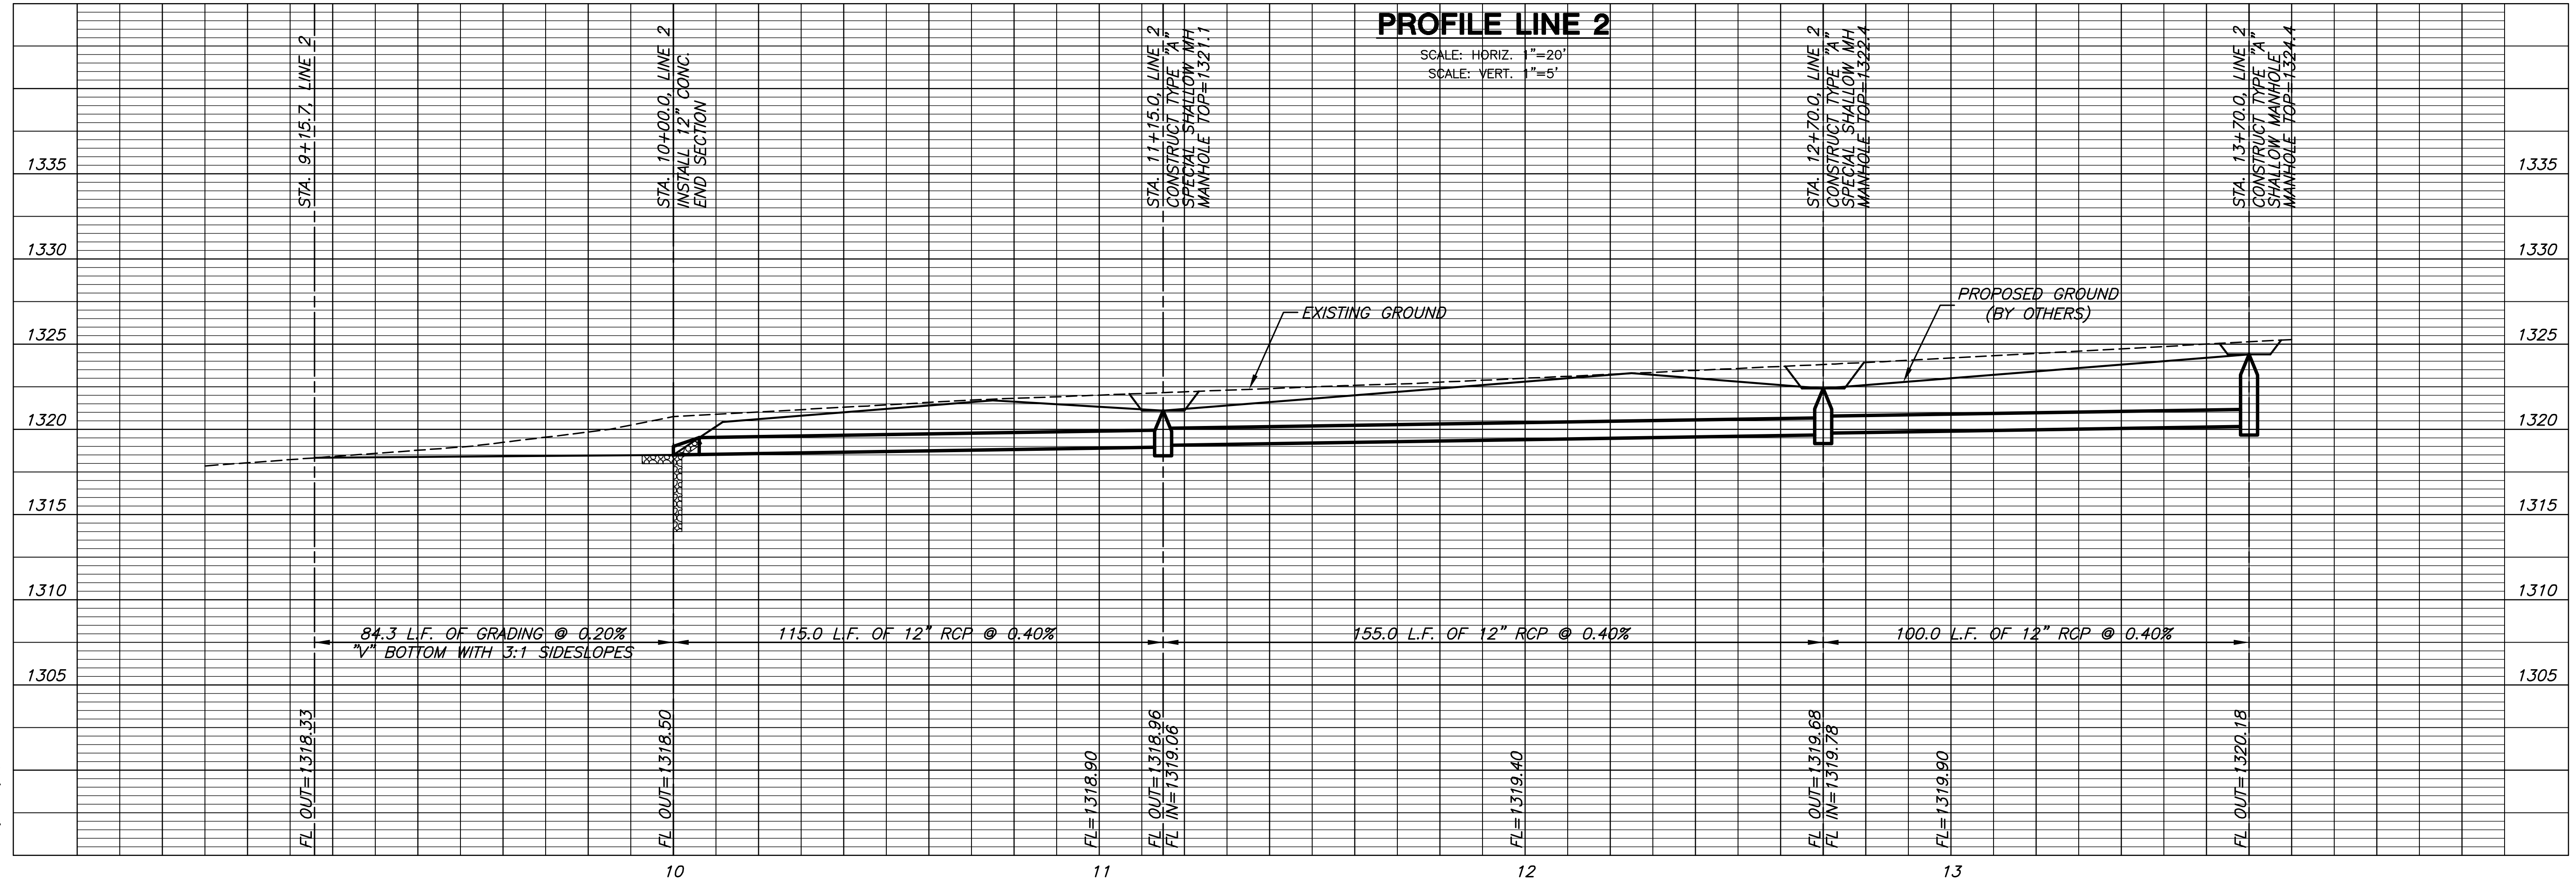 PROFILE LINE 2
SCALE: HORIZ. 1"=20'
SCALE: VERT. 1"=5'
STA. 9+15.7, LINE 2
STA. 10+00.0, LINE 2
INSTALL 12" CONC.
END SECTION
STA. 11+15.0, LINE 2
CONSTRUCT TYPE "A"
SPECIAL SHALLOW MH
MANHOLE TOP=1321.1
STA. 12+70.0, LINE 2
CONSTRUCT TYPE "A"
SPECIAL SHALLOW MH
MANHOLE TOP=1322.4
STA. 13+70.0, LINE 2
CONSTRUCT TYPE "A"
SHALLOW MANHOLE
MANHOLE TOP=1324.4
1335 1335
1330 1330
EXISTING GROUND
PROPOSED GROUND
(BY OTHERS)
1325 1325
1320 1320
1315 1315
1310 1310
84.3 L.F. OF GRADING @ 0.20%
"V" BOTTOM WITH 3:1 SIDESLOPES
115.0 L.F. OF 12" RCP @ 0.40%
155.0 L.F. OF 12" RCP @ 0.40%
100.0 L.F. OF 12" RCP @ 0.40%
1305 1305
FL OUT=1318.33
FL OUT=1318.50
FL=1318.90
FL OUT=1318.96
FL IN=1319.06
FL=1319.40
FL OUT=1319.68
FL IN=1319.78
FL=1319.90
FL OUT=1320.18
10 11 12 13